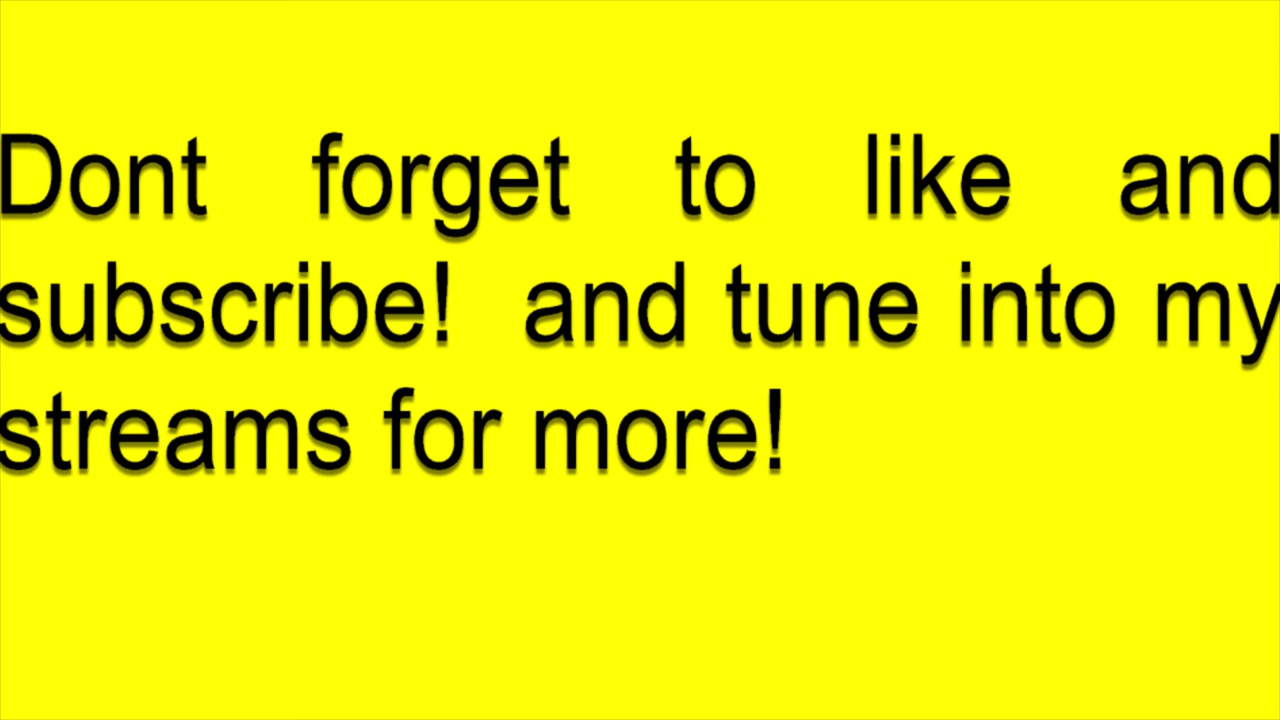 Dont forget to like and
subscribe! and tune into my
streams for more!